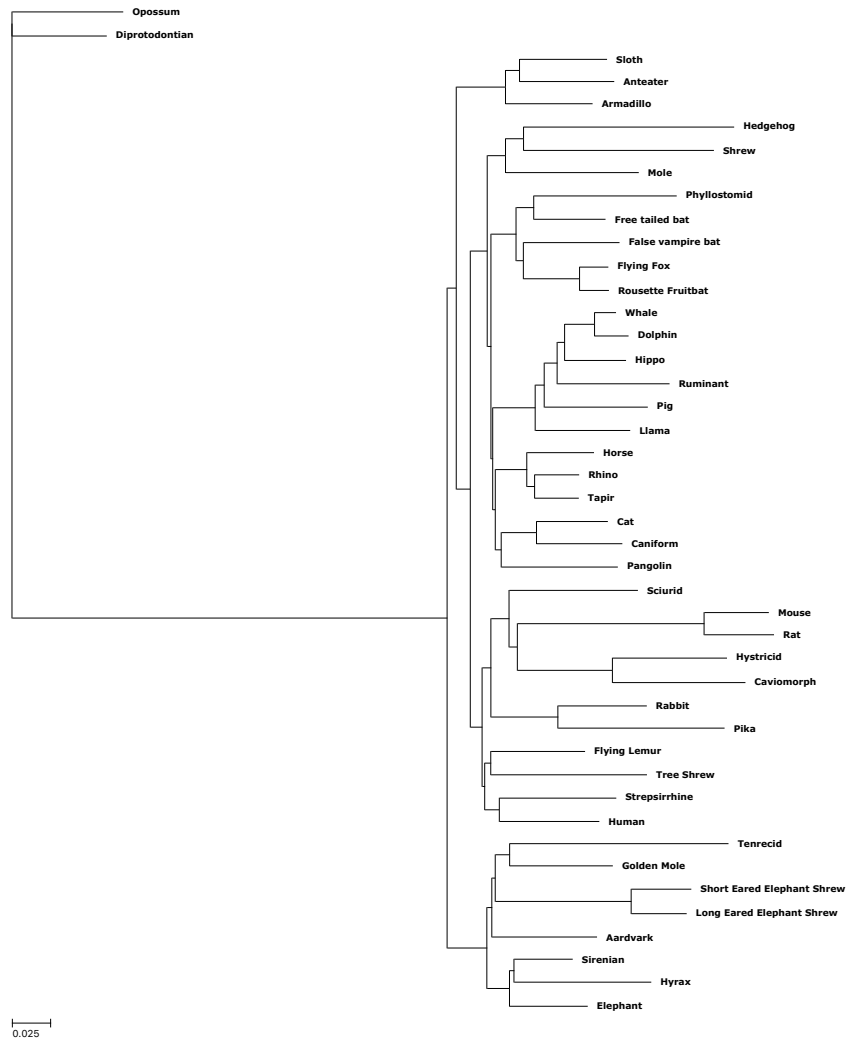 Opossum
Diprotodontian
Sloth
Anteater
Armadillo
Hedgehog
Shrew
Mole
Phyllostomid
Free tailed bat
False vampire bat
Flying Fox
Rousette Fruitbat
Whale
Dolphin
Hippo
Ruminant
Pig
Llama
Horse
Rhino
Tapir
Cat
Caniform
Pangolin
Sciurid
Mouse
Rat
Hystricid
Caviomorph
Rabbit
Pika
Flying Lemur
Tree Shrew
Strepsirrhine
Human
Tenrecid
Golden Mole
Short Eared Elephant Shrew
Long Eared Elephant Shrew
Aardvark
Sirenian
Hyrax
Elephant
0.025